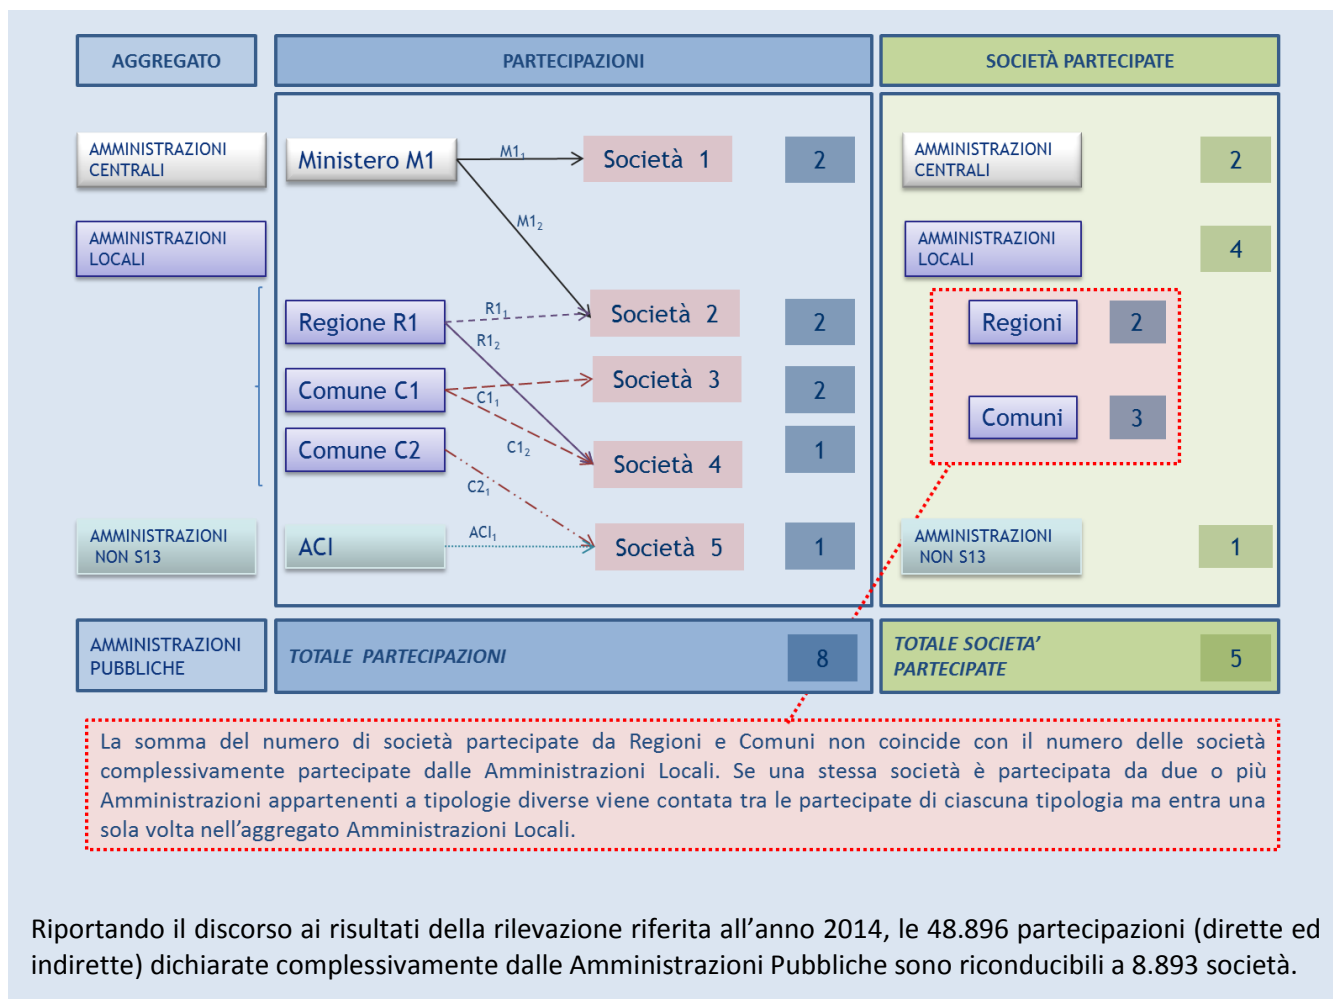 AGGREGATO
PARTECIPAZIONI
SOCIETÀ PARTECIPATE
AMMINISTRAZIONI
CENTRALI
Ministero M1
M1₁
Società 1
2
AMMINISTRAZIONI
CENTRALI
2
M1₂
AMMINISTRAZIONI
LOCALI
AMMINISTRAZIONI
LOCALI
4
Regione R1
R1₁
R1₂
Società 2
2
Regioni
2
Comune C1
C1₁
C1₂
Società 3
2
Comuni
3
Comune C2
C2₁
Società 4
1
AMMINISTRAZIONI
NON S13
ACI
ACI₁
Società 5
1
AMMINISTRAZIONI
NON S13
1
AMMINISTRAZIONI
PUBBLICHE
TOTALE PARTECIPAZIONI
8
TOTALE SOCIETA'
PARTECIPATE
5
La somma del numero di società partecipate da Regioni e Comuni non coincide con il numero delle società
complessivamente partecipate dalle Amministrazioni Locali. Se una stessa società è partecipata da due o più
Amministrazioni appartenenti a tipologie diverse viene contata tra le partecipate di ciascuna tipologia ma entra una
sola volta nell'aggregato Amministrazioni Locali.
Riportando il discorso ai risultati della rilevazione riferita all'anno 2014, le 48.896 partecipazioni (dirette ed
indirette) dichiarate complessivamente dalle Amministrazioni Pubbliche sono riconducibili a 8.893 società.